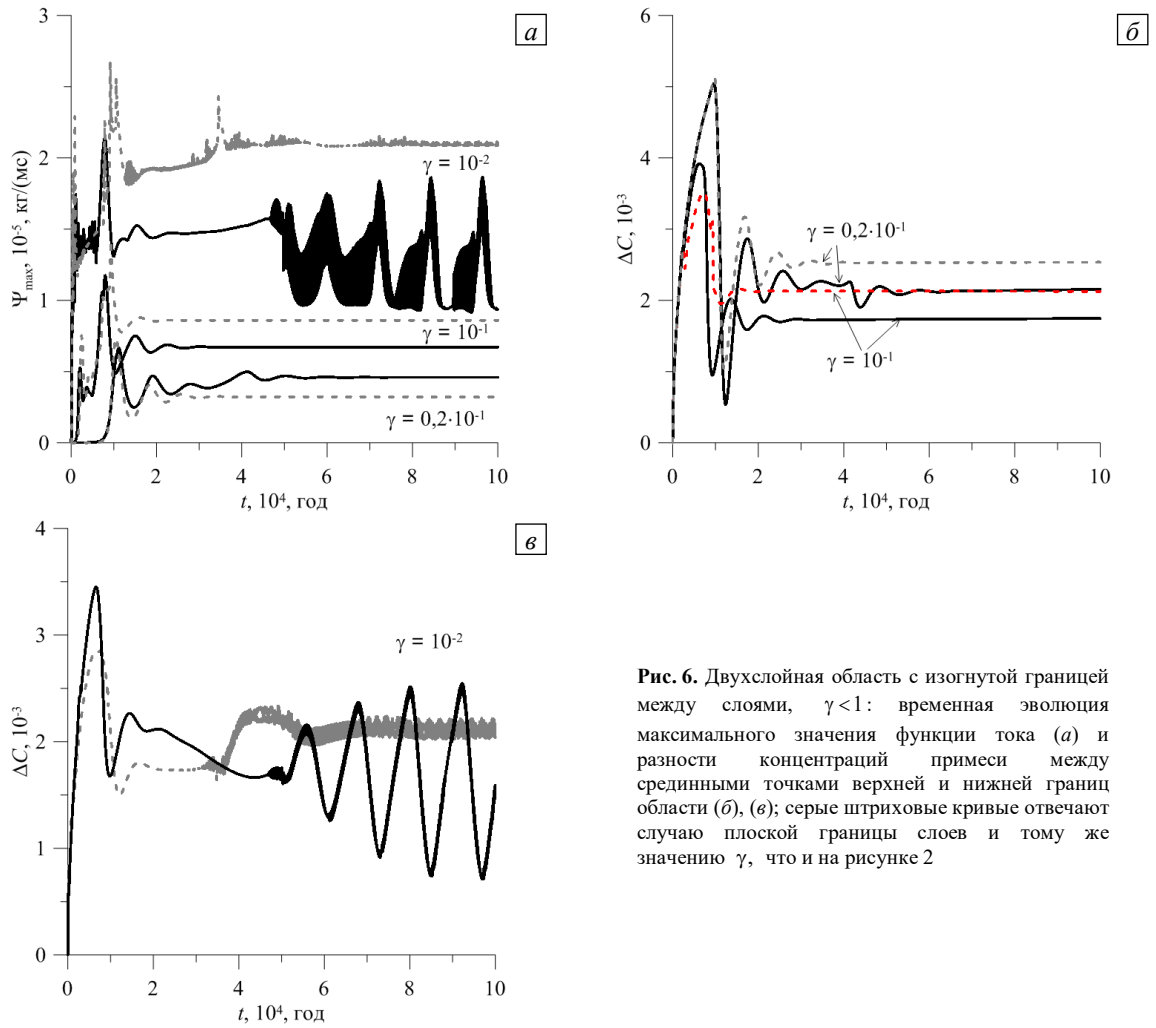 а
Ψmax, 10⁻⁵, кг/(мс)
3
2
1
0
γ = 10⁻²
γ = 10⁻¹
γ = 0,2·10⁻¹
0 2 4 6 8 10
t, 10⁴, год
б
ΔC, 10⁻³
6
4
2
0
γ = 0,2·10⁻¹
γ = 10⁻¹
0 2 4 6 8 10
t, 10⁴, год
в
ΔC, 10⁻³
4
3
2
1
0
γ = 10⁻²
0 2 4 6 8 10
t, 10⁴, год
Рис. 6. Двухслойная область с изогнутой границей
между слоями, γ<1: временная эволюция
максимального значения функции тока (а) и
разности концентраций примеси между
срединными точками верхней и нижней границ
области (б), (в); серые штриховые кривые отвечают
случаю плоской границы слоев и тому же
значению γ, что и на рисунке 2